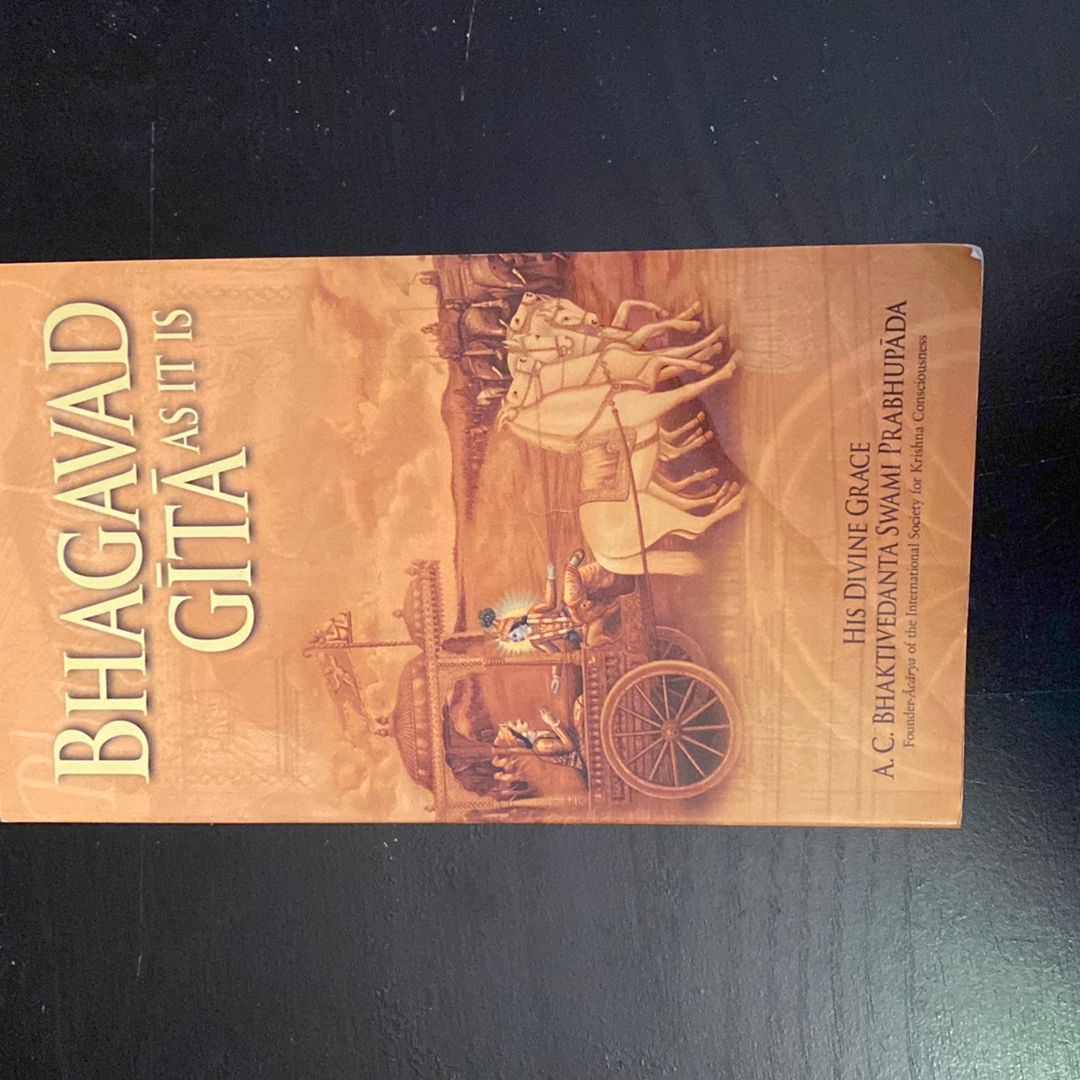 BHAGAVAD
GĪTĀ AS IT IS
HIS DIVINE GRACE
A. C. BHAKTIVEDANTA SWAMI PRABHUPĀDA
Founder-Ācārya of the International Society for Krishna Consciousness